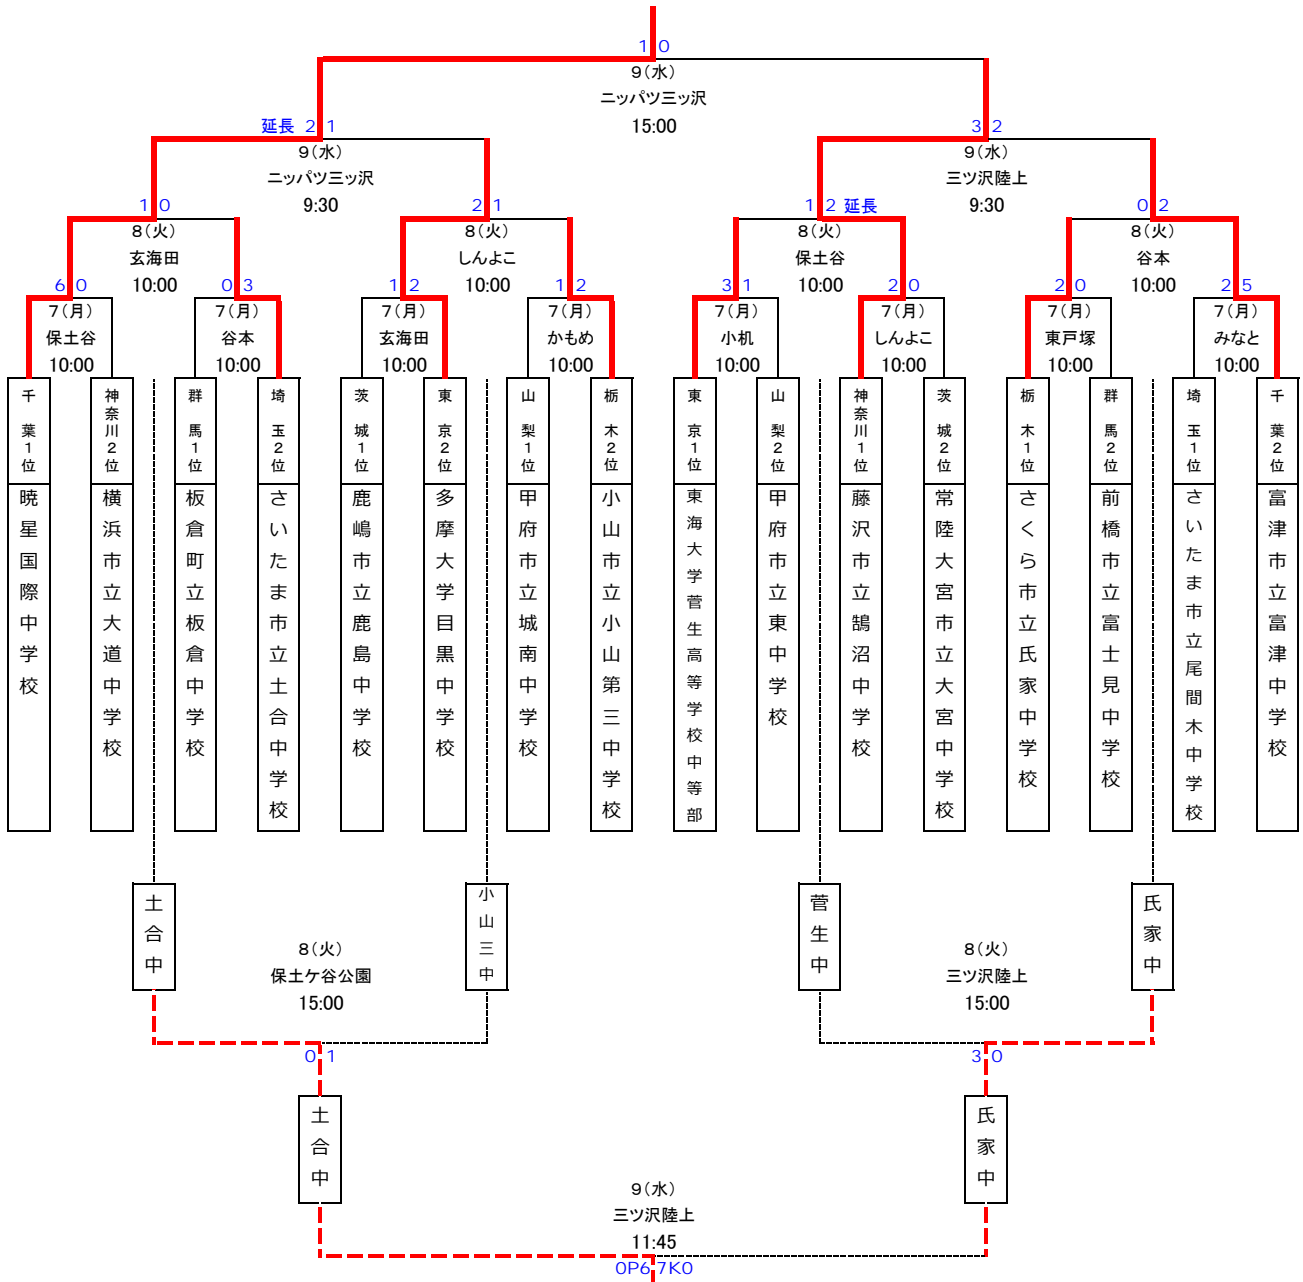 1 0
9(水)
ニッパツ三ッ沢
15:00
延長 2 1
9(水)
ニッパツ三ッ沢
9:30
3 2
9(水)
三ツ沢陸上
9:30
1 0
8(火)
玄海田
10:00
2 1
8(火)
しんよこ
10:00
1 2 延長
8(火)
保土谷
10:00
0 2
8(火)
谷本
10:00
6 0
7(月)
保土谷
10:00
0 3
7(月)
谷本
10:00
1 2
7(月)
玄海田
10:00
1 2
7(月)
かもめ
10:00
3 1
7(月)
小机
10:00
2 0
7(月)
しんよこ
10:00
2 0
7(月)
東戸塚
10:00
2 5
7(月)
みなと
10:00
千葉1位
暁星国際中学校
神奈川2位
横浜市立大道中学校
群馬1位
板倉町立板倉中学校
埼玉2位
さいたま市立土合中学校
茨城1位
鹿嶋市立鹿島中学校
東京2位
多摩大学目黒中学校
山梨1位
甲府市立城南中学校
栃木2位
小山市立小山第三中学校
東京1位
東海大学菅生高等学校中等部
山梨2位
甲府市立東中学校
神奈川1位
藤沢市立鵠沼中学校
茨城2位
常陸大宮市立大宮中学校
栃木1位
さくら市立氏家中学校
群馬2位
前橋市立富士見中学校
埼玉1位
さいたま市立尾間木中学校
千葉2位
富津市立富津中学校
土合中
小山三中
菅生中
氏家中
8(火)
保土ケ谷公園
15:00
8(火)
三ツ沢陸上
15:00
0 1
3 0
土合中
氏家中
9(水)
三ツ沢陸上
11:45
0P6 7K0